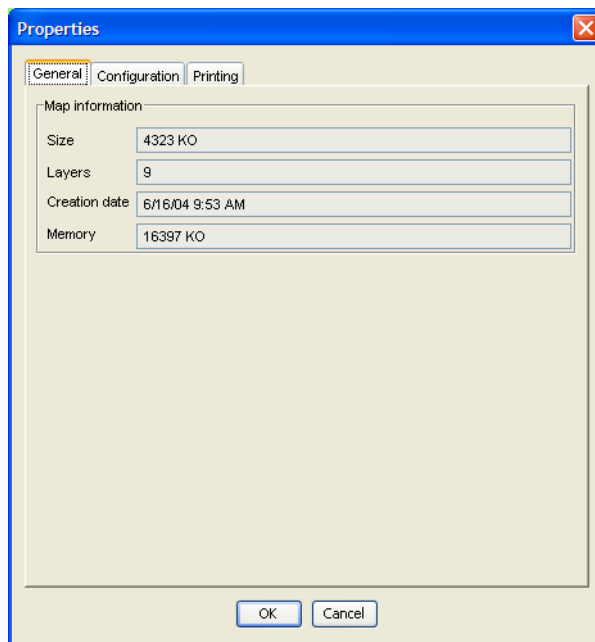 Properties
General Configuration Printing
Map information
Size 4323 KO
Layers 9
Creation date 6/16/04 9:53 AM
Memory 16397 KO
OK Cancel